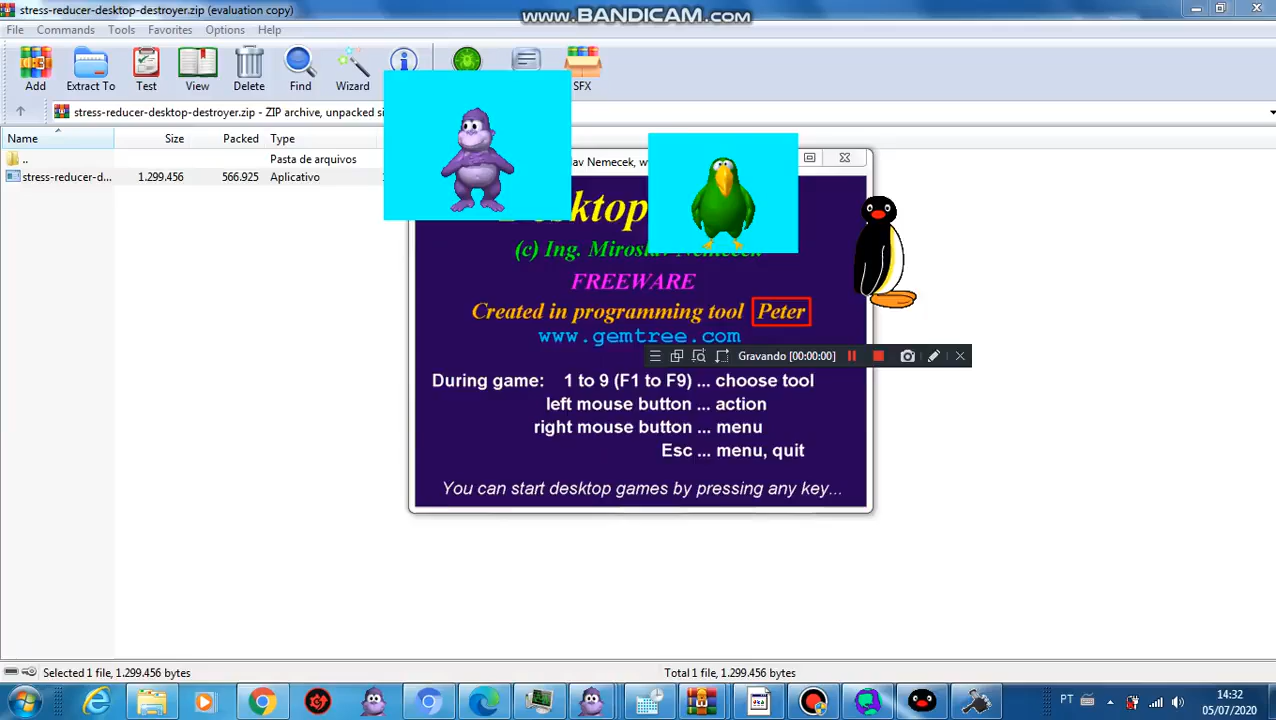 stress-reducer-desktop-destroyer.zip (evaluation copy)
www.BANDICAM.com
File Commands Tools Favorites Options Help
Add Extract To Test View Delete Find Wizard SFX
stress-reducer-desktop-destroyer.zip - ZIP archive, unpacked si
Name Size Packed Type
.. Pasta de arquivos
stress-reducer-d... 1.299.456 566.925 Aplicativo
Nemecek, w
(c) Ing. Miroslav Nemecek
FREEWARE
Created in programming tool Peter
www.gemtree.com
Gravando [00:00:00]
During game: 1 to 9 (F1 to F9) ... choose tool
left mouse button ... action
right mouse button ... menu
Esc ... menu, quit
You can start desktop games by pressing any key...
Selected 1 file, 1.299.456 bytes
Total 1 file, 1.299.456 bytes
PT
14:32
05/07/2020